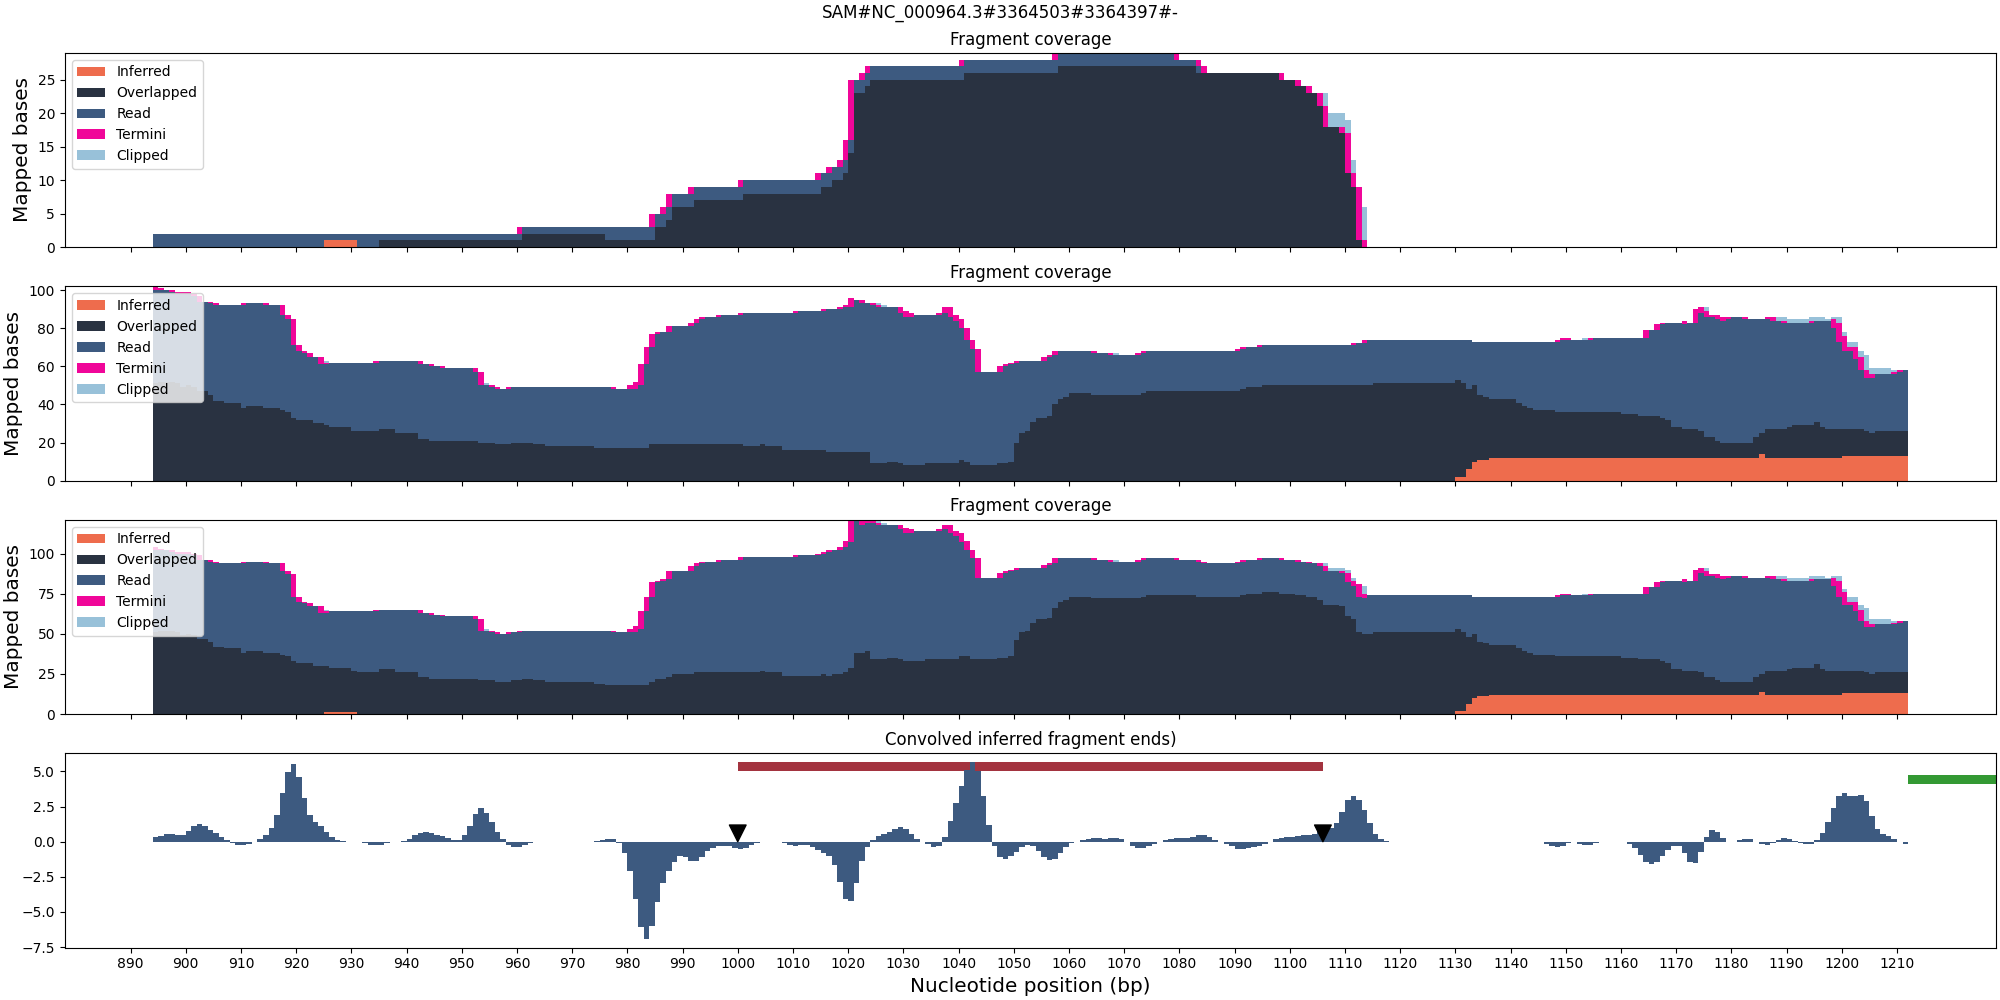 SAM#NC_000964.3#3364503#3364397#-
Fragment coverage
Mapped bases
25
20
15
10
5
0
Inferred
Overlapped
Read
Termini
Clipped
Fragment coverage
Mapped bases
100
80
60
40
20
0
Inferred
Overlapped
Read
Termini
Clipped
Fragment coverage
Mapped bases
100
75
50
25
0
Inferred
Overlapped
Read
Termini
Clipped
Convolved inferred fragment ends)
5.0
2.5
0.0
−2.5
−5.0
−7.5
890 900 910 920 930 940 950 960 970 980 990 1000 1010 1020 1030 1040 1050 1060 1070 1080 1090 1100 1110 1120 1130 1140 1150 1160 1170 1180 1190 1200 1210
Nucleotide position (bp)